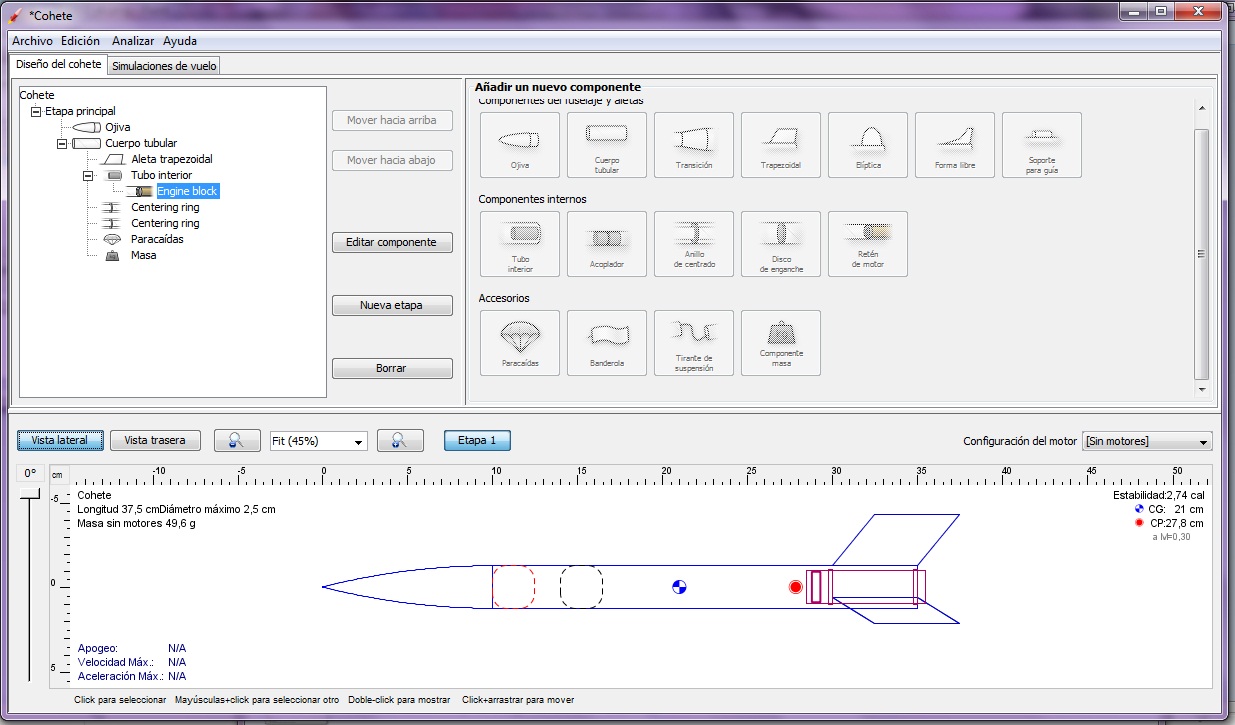 *Cohete
Archivo Edición Analizar Ayuda
Diseño del cohete Simulaciones de vuelo
Cohete
Etapa principal
Ojiva
Cuerpo tubular
Aleta trapezoidal
Tubo interior
Engine block
Centering ring
Centering ring
Paracaídas
Masa
Mover hacia arriba
Mover hacia abajo
Editar componente
Nueva etapa
Borrar
Añadir un nuevo componente
Componentes del fuselaje y aletas
Ojiva
Cuerpo
tubular
Transición
Trapezoidal
Elíptica
Forma libre
Soporte
para guía
Componentes internos
Tubo
interior
Acoplador
Anillo
de centrado
Disco
de enganche
Retén
de motor
Accesorios
Paracaídas
Banderola
Tirante de
suspensión
Componente
masa
Vista lateral Vista trasera Fit (45%) Etapa 1 Configuración del motor [Sin motores]
0° cm -10 -5 0 5 10 15 20 25 30 35 40 45 50
-5
0
5
Cohete
Longitud 37,5 cmDiámetro máximo 2,5 cm
Masa sin motores 49,6 g
Estabilidad:2,74 cal
CG: 21 cm
CP:27,8 cm
a M=0,30
Apogeo: N/A
Velocidad Máx.: N/A
Aceleración Máx.: N/A
Click para seleccionar Mayúsculas+click para seleccionar otro Doble-click para mostrar Click+arrastrar para mover